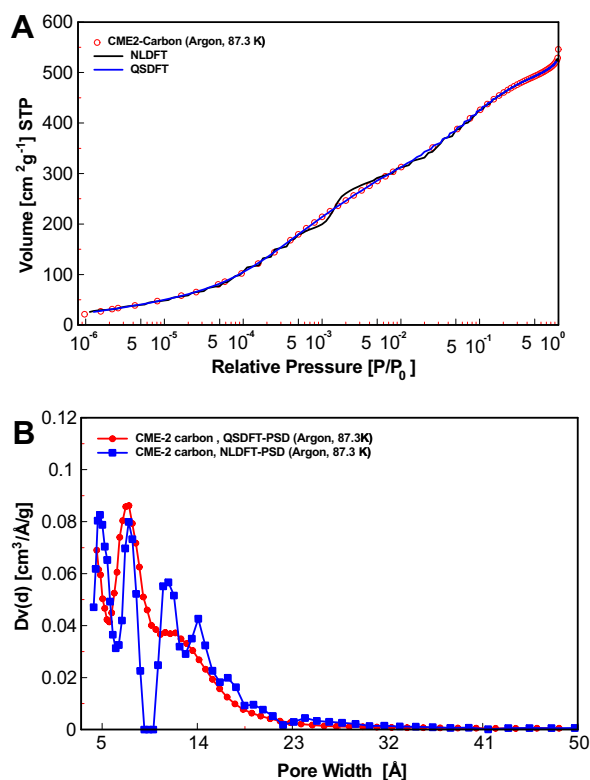 A
600
500
400
300
200
100
0
Volume [cm ²g⁻¹] STP
CME2-Carbon (Argon, 87.3 K)
NLDFT
QSDFT
10⁻⁶ 5 10⁻⁵ 5 10⁻⁴ 5 10⁻³ 5 10⁻² 5 10⁻¹ 5 10⁰
Relative Pressure [P/P₀ ]
B
0.12
0.1
0.08
0.06
0.04
0.02
0
Dv(d) [cm³/Å/g]
CME-2 carbon , QSDFT-PSD (Argon, 87.3K)
CME-2 carbon, NLDFT-PSD (Argon, 87.3 K)
5 14 23 32 41 50
Pore Width [Å]